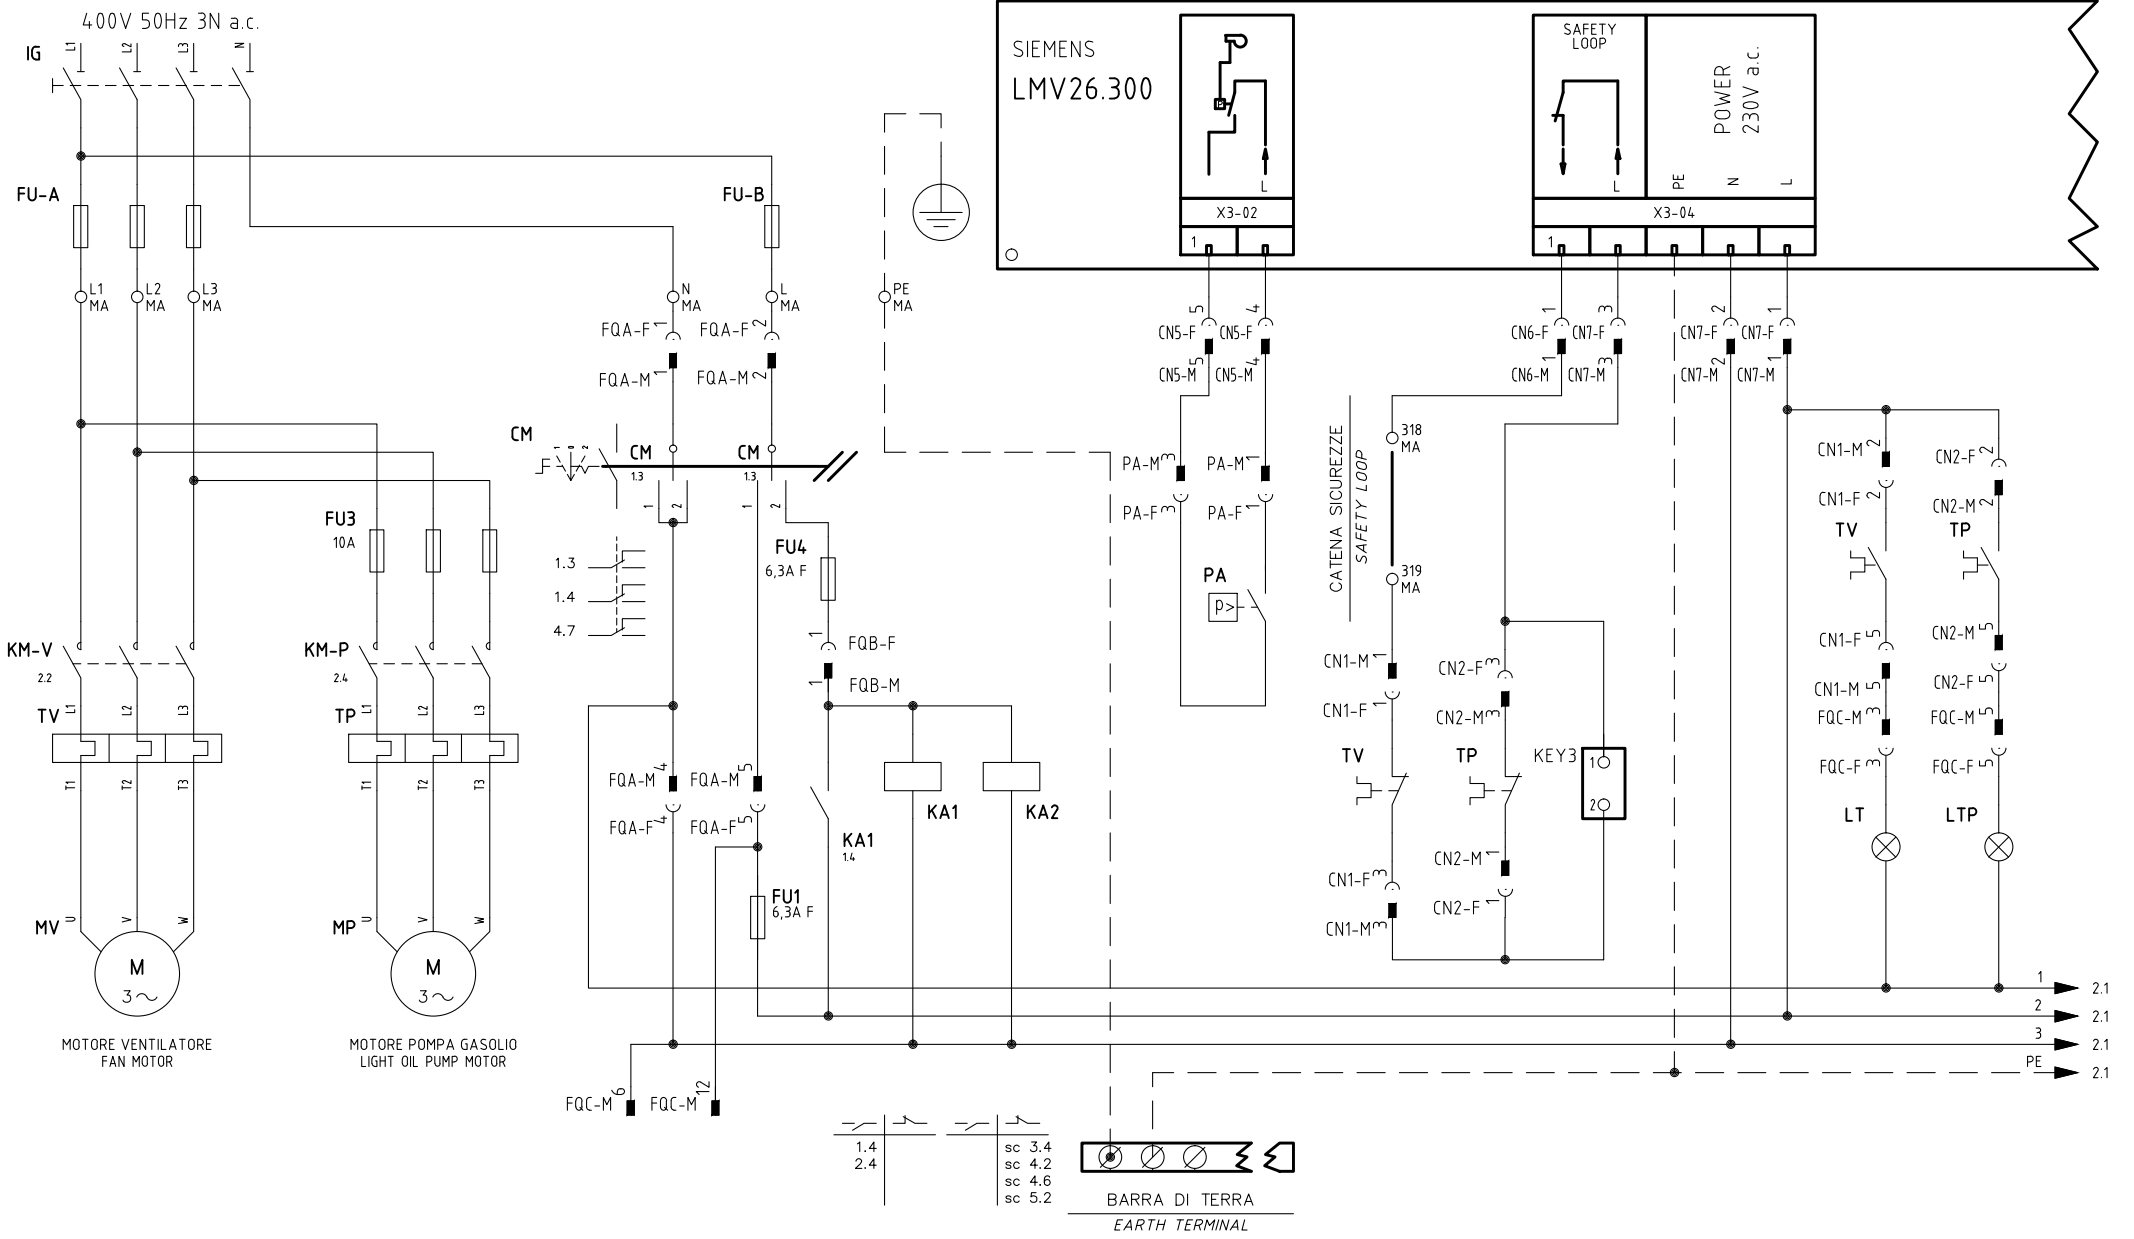 400V 50Hz 3N a.c.
IG
L1
L2
L3
N
FU-A
FU-B
L1
MA
L2
MA
L3
MA
N
MA
L
MA
PE
MA
FQA-F 1
FQA-F 2
FQA-M 1
FQA-M 2
SIEMENS
LMV26.300
L
X3-02
1
SAFETY
LOOP
POWER
230V a.c.
L
PE
N
L
X3-04
1
CN5-F 5
CN5-F 4
CN5-M 5
CN5-M 4
CN6-F 1
CN7-F 3
CN7-F 2
CN7-F 1
CN6-M 1
CN7-M 3
CN7-M 2
CN7-M 1
CM
1
0
2
CM
1.3
CM
1.3
1
2
1
2
1.3
1.4
4.7
FU3
10A
FU4
6,3A F
1
FQB-F
1
FQB-M
KM-V
2.2
KM-P
2.4
TV
L1
L2
L3
TP
L1
L2
L3
T1
T2
T3
T1
T2
T3
MV
U
V
W
MP
U
V
W
M
3~
M
3~
MOTORE VENTILATORE
FAN MOTOR
MOTORE POMPA GASOLIO
LIGHT OIL PUMP MOTOR
FQA-M 4
FQA-M 5
FQA-F 4
FQA-F 5
FU1
6,3A F
KA1
1.4
KA1
KA2
FQC-M 6
FQC-M 12
PA-M 3
PA-M 1
PA-F 3
PA-F 1
PA
P>
CATENA SICUREZZE
SAFETY LOOP
318
MA
319
MA
CN1-M 1
CN1-F 1
TV
CN1-F 3
CN1-M 3
CN2-F 3
CN2-M 3
TP
CN2-M 1
CN2-F 1
KEY3
1
2
CN1-M 2
CN1-F 2
TV
CN1-F 5
CN1-M 5
FQC-M 3
FQC-F 3
LT
CN2-F 2
CN2-M 2
TP
CN2-M 5
CN2-F 5
FQC-M 5
FQC-F 5
LTP
1
2.1
2
2.1
3
2.1
PE
2.1
1.4
2.4
sc 3.4
sc 4.2
sc 4.6
sc 5.2
BARRA DI TERRA
EARTH TERMINAL